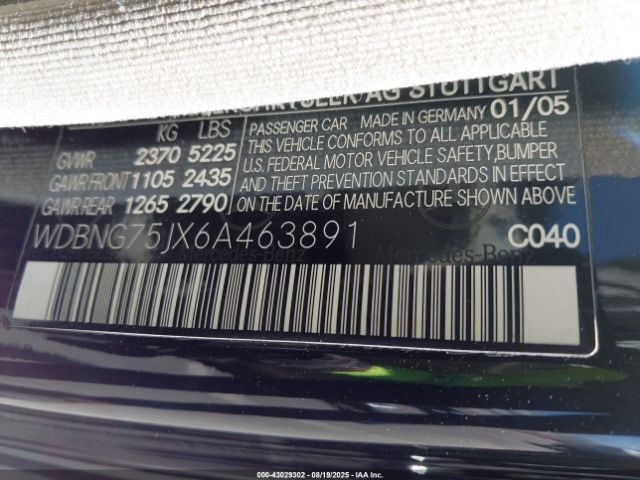 CHRYSLER AG STUTTGART
KG LBS
GVWR 2370 5225
GAWR FRONT 1105 2435
GAWR REAR 1265 2790
PASSENGER CAR MADE IN GERMANY 01/05
THIS VEHICLE CONFORMS TO ALL APPLICABLE
U.S. FEDERAL MOTOR VEHICLE SAFETY, BUMPER
AND THEFT PREVENTION STANDARDS IN EFFECT
ON THE DATE OF MANUFACTURE SHOWN ABOVE
WDBNG75JX6A463891 C040
Mercedes-Benz Mercedes-Benz
000-43029302 - 08/19/2025 - IAA Inc.